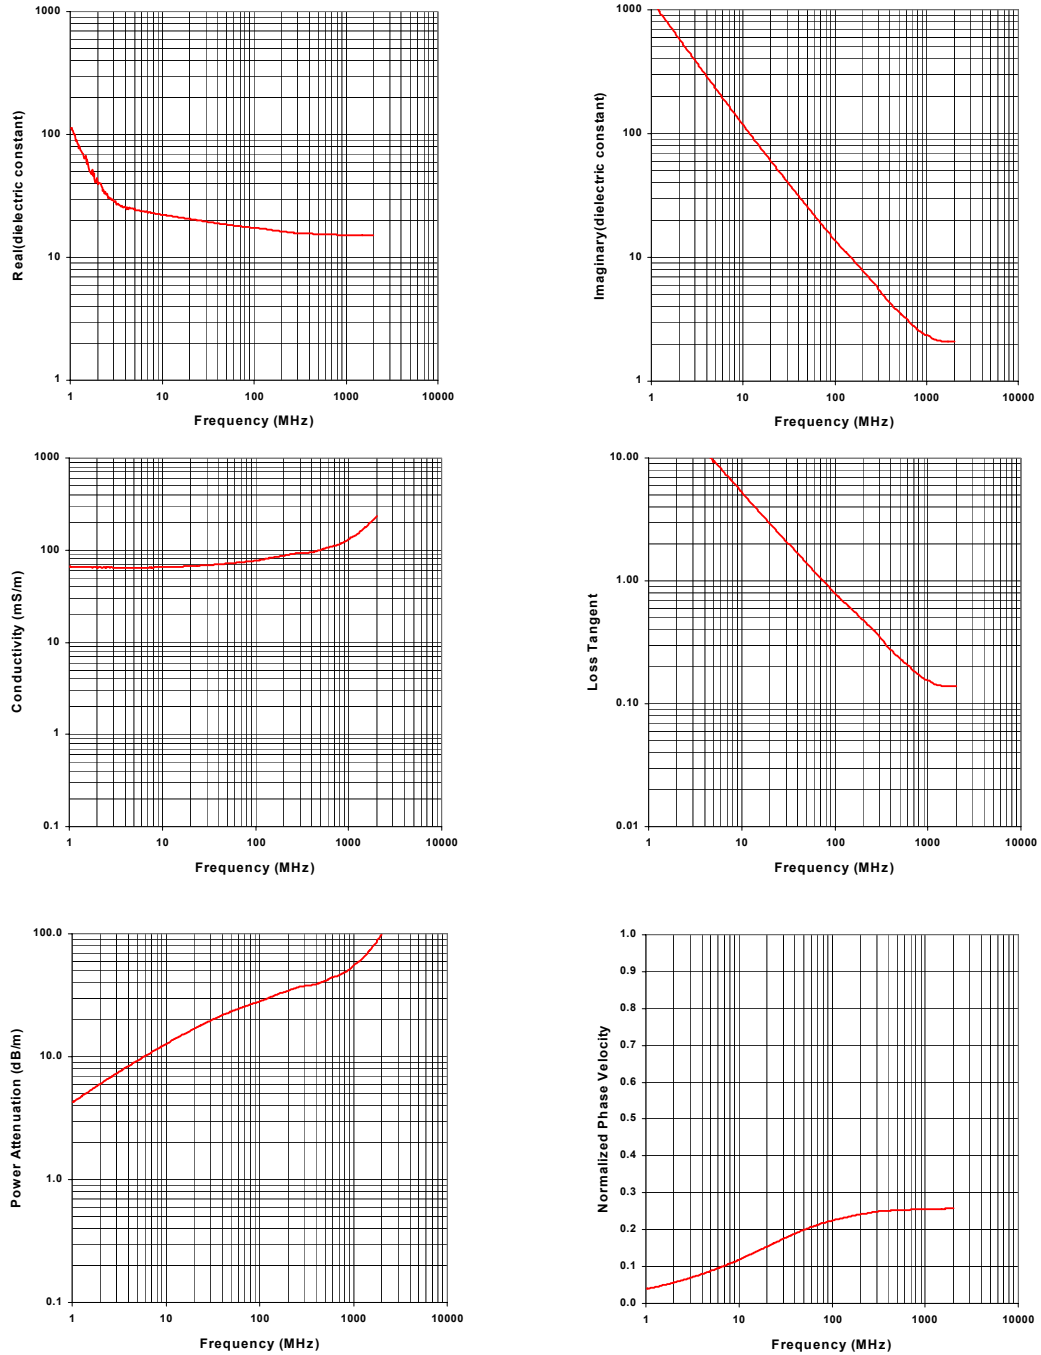 1000
100
10
1
Real(dielectric constant)
1 10 100 1000 10000
Frequency (MHz)
1000
100
10
1
Imaginary(dielectric constant)
1 10 100 1000 10000
Frequency (MHz)
1000
100
10
1
0.1
Conductivity (mS/m)
1 10 100 1000 10000
Frequency (MHz)
10.00
1.00
0.10
0.01
Loss Tangent
1 10 100 1000 10000
Frequency (MHz)
100.0
10.0
1.0
0.1
Power Attenuation (dB/m)
1 10 100 1000 10000
Frequency (MHz)
1.0
0.9
0.8
0.7
0.6
0.5
0.4
0.3
0.2
0.1
0.0
Normalized Phase Velocity
1 10 100 1000 10000
Frequency (MHz)